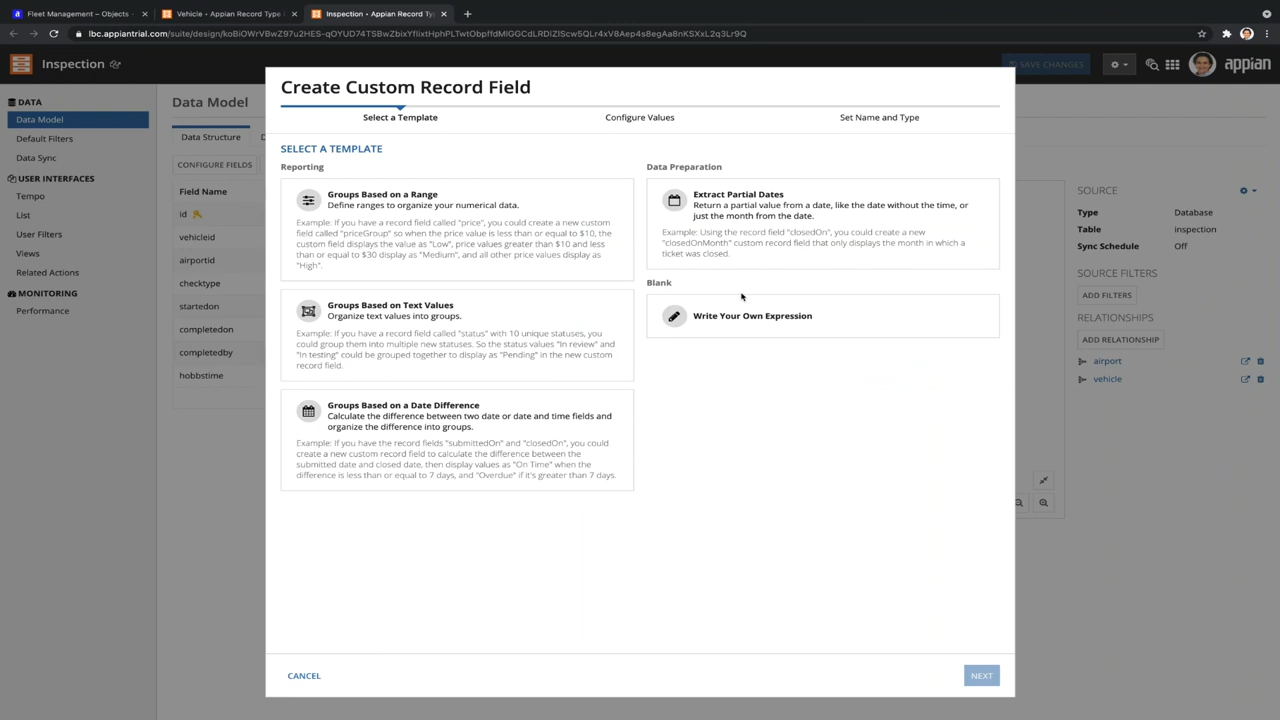 Fleet Management – Objects -
Vehicle • Appian Record Type
Inspection • Appian Record Ty
Inspection
SAVE CHANGES
appian
DATA
Data Model
Default Filters
Data Sync
USER INTERFACES
Tempo
List
User Filters
Views
Related Actions
MONITORING
Performance
Data Model
Data Structure
D
CONFIGURE FIELDS
Field Name
id
vehicleid
airportid
checktype
startedon
completedon
completedby
hobbstime
Create Custom Record Field
Select a Template
Configure Values
Set Name and Type
SELECT A TEMPLATE
Reporting
Groups Based on a Range
Define ranges to organize your numerical data.
Example: If you have a record field called "price", you could create a new custom
field called "priceGroup" so when the price value is less than or equal to $10, the
custom field displays the value as "Low", price values greater than $10 and less
than or equal to $30 display as "Medium", and all other price values display as
"High".
Groups Based on Text Values
Organize text values into groups.
Example: If you have a record field called "status" with 10 unique statuses, you
could group them into multiple new statuses. So the status values "In review" and
"In testing" could be grouped together to display as "Pending" in the new custom
record field.
Groups Based on a Date Difference
Calculate the difference between two date or date and time fields and
organize the difference into groups.
Example: If you have the record fields "submittedOn" and "closedOn", you could
create a new custom record field to calculate the difference between the
submitted date and closed date, then display values as "On Time" when the
difference is less than or equal to 7 days, and "Overdue" if it's greater than 7 days.
Data Preparation
Extract Partial Dates
Return a partial value from a date, like the date without the time, or
just the month from the date.
Example: Using the record field "closedOn", you could create a new
"closedOnMonth" custom record field that only displays the month in which a
ticket was closed.
Blank
Write Your Own Expression
CANCEL
NEXT
SOURCE
Type Database
Table inspection
Sync Schedule Off
SOURCE FILTERS
ADD FILTERS
RELATIONSHIPS
ADD RELATIONSHIP
airport
vehicle